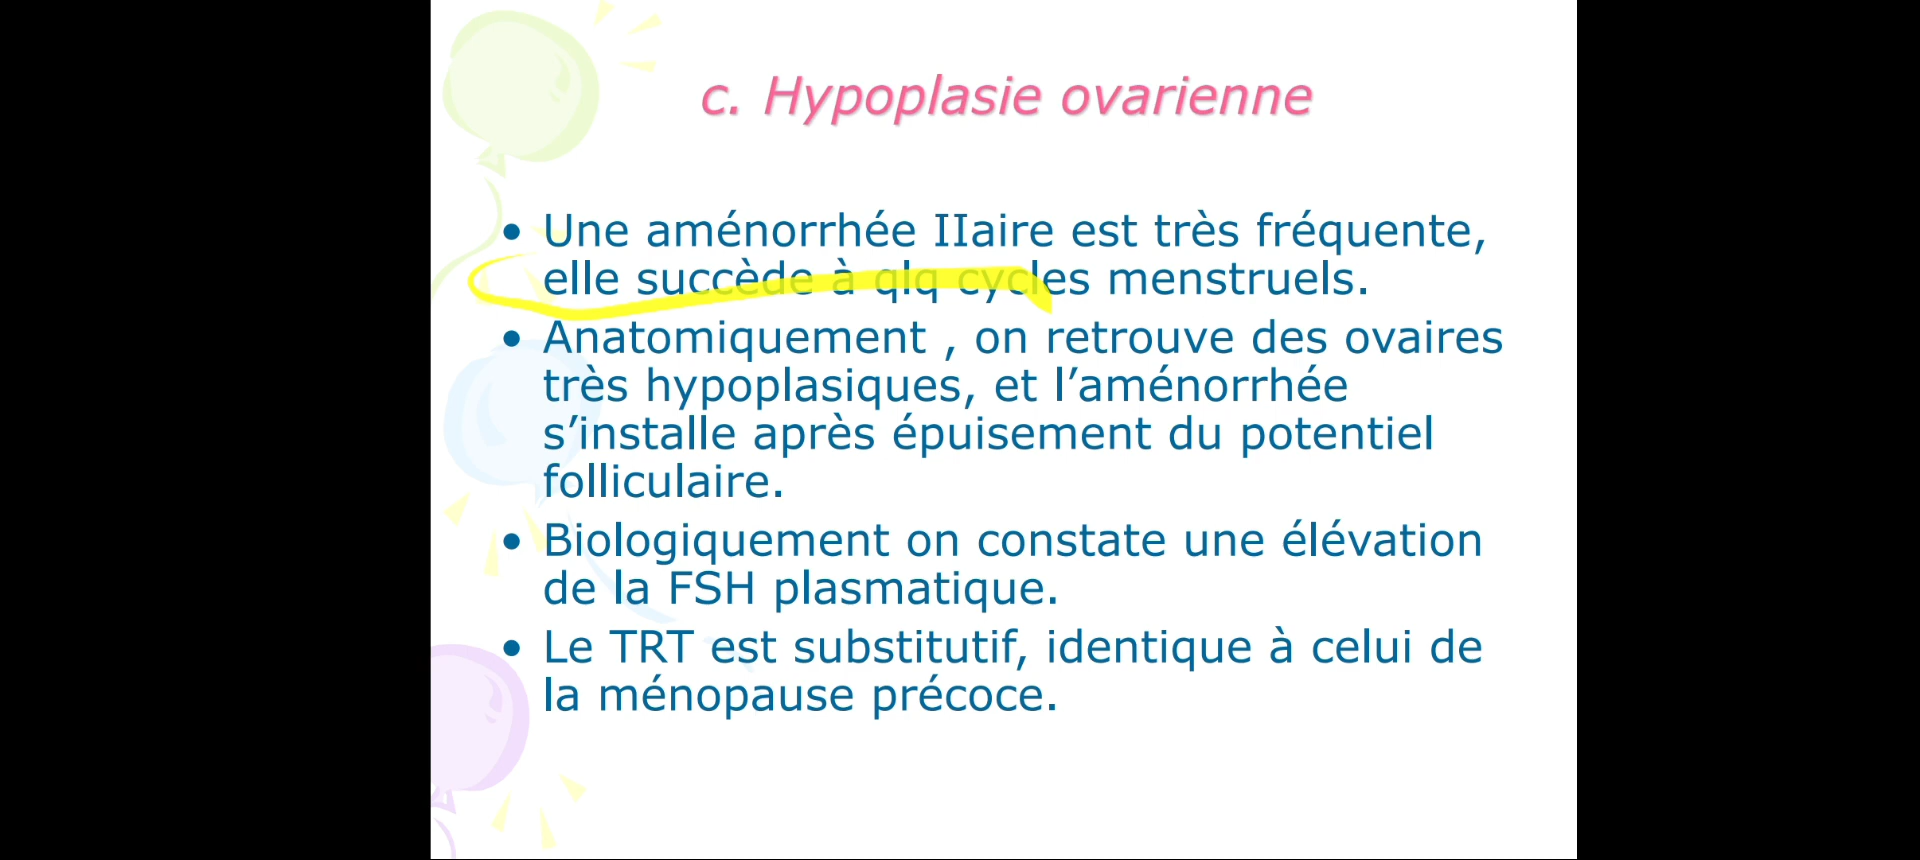 c. Hypoplasie ovarienne
• Une aménorrhée IIaire est très fréquente,
elle succède à qlq cycles menstruels.
• Anatomiquement , on retrouve des ovaires
très hypoplasiques, et l’aménorrhée
s’installe après épuisement du potentiel
folliculaire.
• Biologiquement on constate une élévation
de la FSH plasmatique.
• Le TRT est substitutif, identique à celui de
la ménopause précoce.